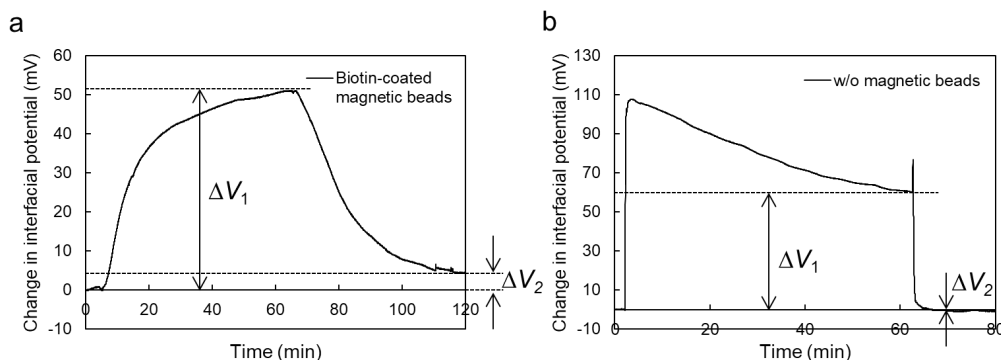 a
Change in interfacial potential (mV)
60
50
40
30
20
10
0
-10
Biotin-coated
magnetic beads
ΔV1
ΔV2
0
20
40
60
80
100
120
Time (min)
b
Change in interfacial potential (mV)
130
110
90
70
50
30
10
-10
w/o magnetic beads
ΔV1
ΔV2
0
20
40
60
80
Time (min)